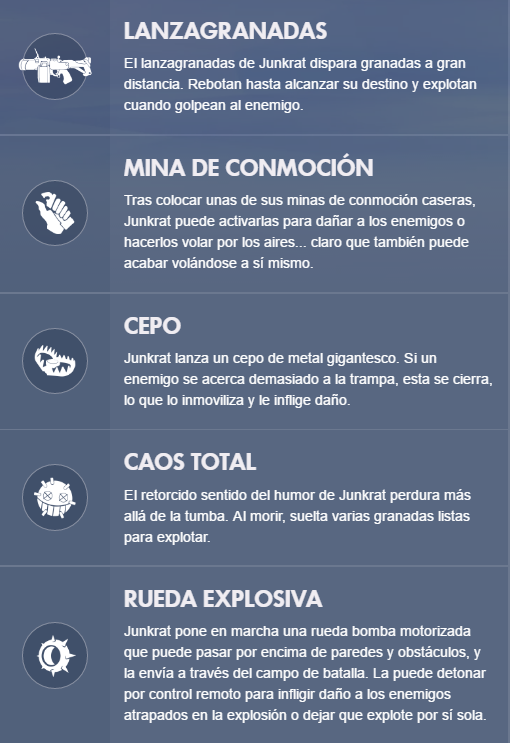 LANZAGRANADAS
El lanzagranadas de Junkrat dispara granadas a gran
distancia. Rebotan hasta alcanzar su destino y explotan
cuando golpean al enemigo.
MINA DE CONMOCIÓN
Tras colocar unas de sus minas de conmoción caseras,
Junkrat puede activarlas para dañar a los enemigos o
hacerlos volar por los aires... claro que también puede
acabar volándose a sí mismo.
CEPO
Junkrat lanza un cepo de metal gigantesco. Si un
enemigo se acerca demasiado a la trampa, esta se cierra,
lo que lo inmoviliza y le inflige daño.
CAOS TOTAL
El retorcido sentido del humor de Junkrat perdura más
allá de la tumba. Al morir, suelta varias granadas listas
para explotar.
RUEDA EXPLOSIVA
Junkrat pone en marcha una rueda bomba motorizada
que puede pasar por encima de paredes y obstáculos, y
la envía a través del campo de batalla. La puede detonar
por control remoto para infligir daño a los enemigos
atrapados en la explosión o dejar que explote por sí sola.